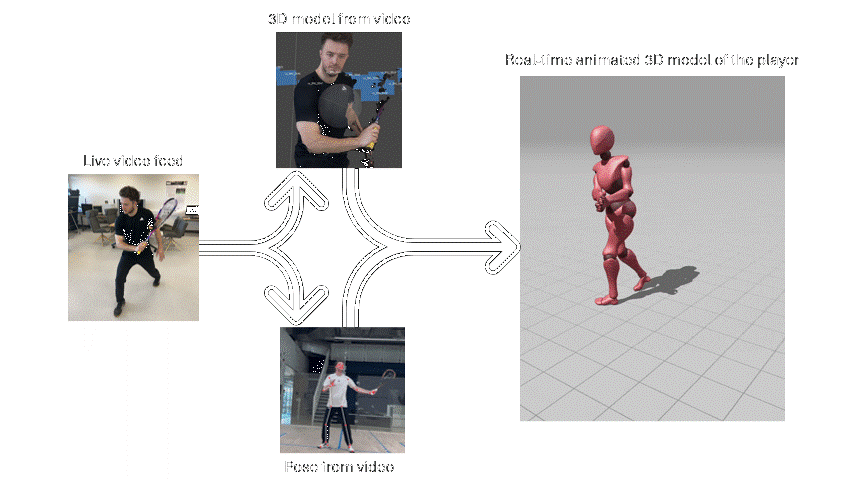 3D model from video
Real-time animated 3D model of the player
Live video feed
Pose from video